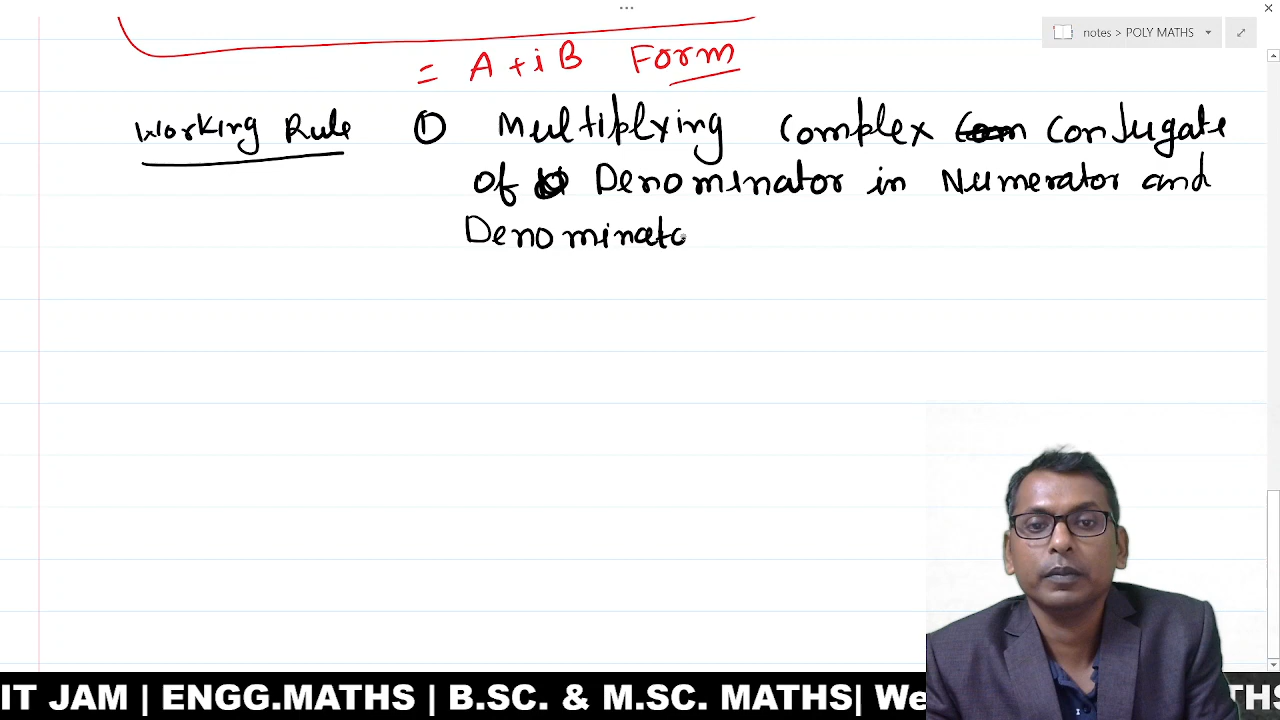 notes > POLY MATHS
= A + i B Form
Working Rule ① Multiplying Complex Conjugate
of Denominator in Numerator and
Denominato
IT JAM | ENGG.MATHS | B.SC. & M.SC. MATHS| We